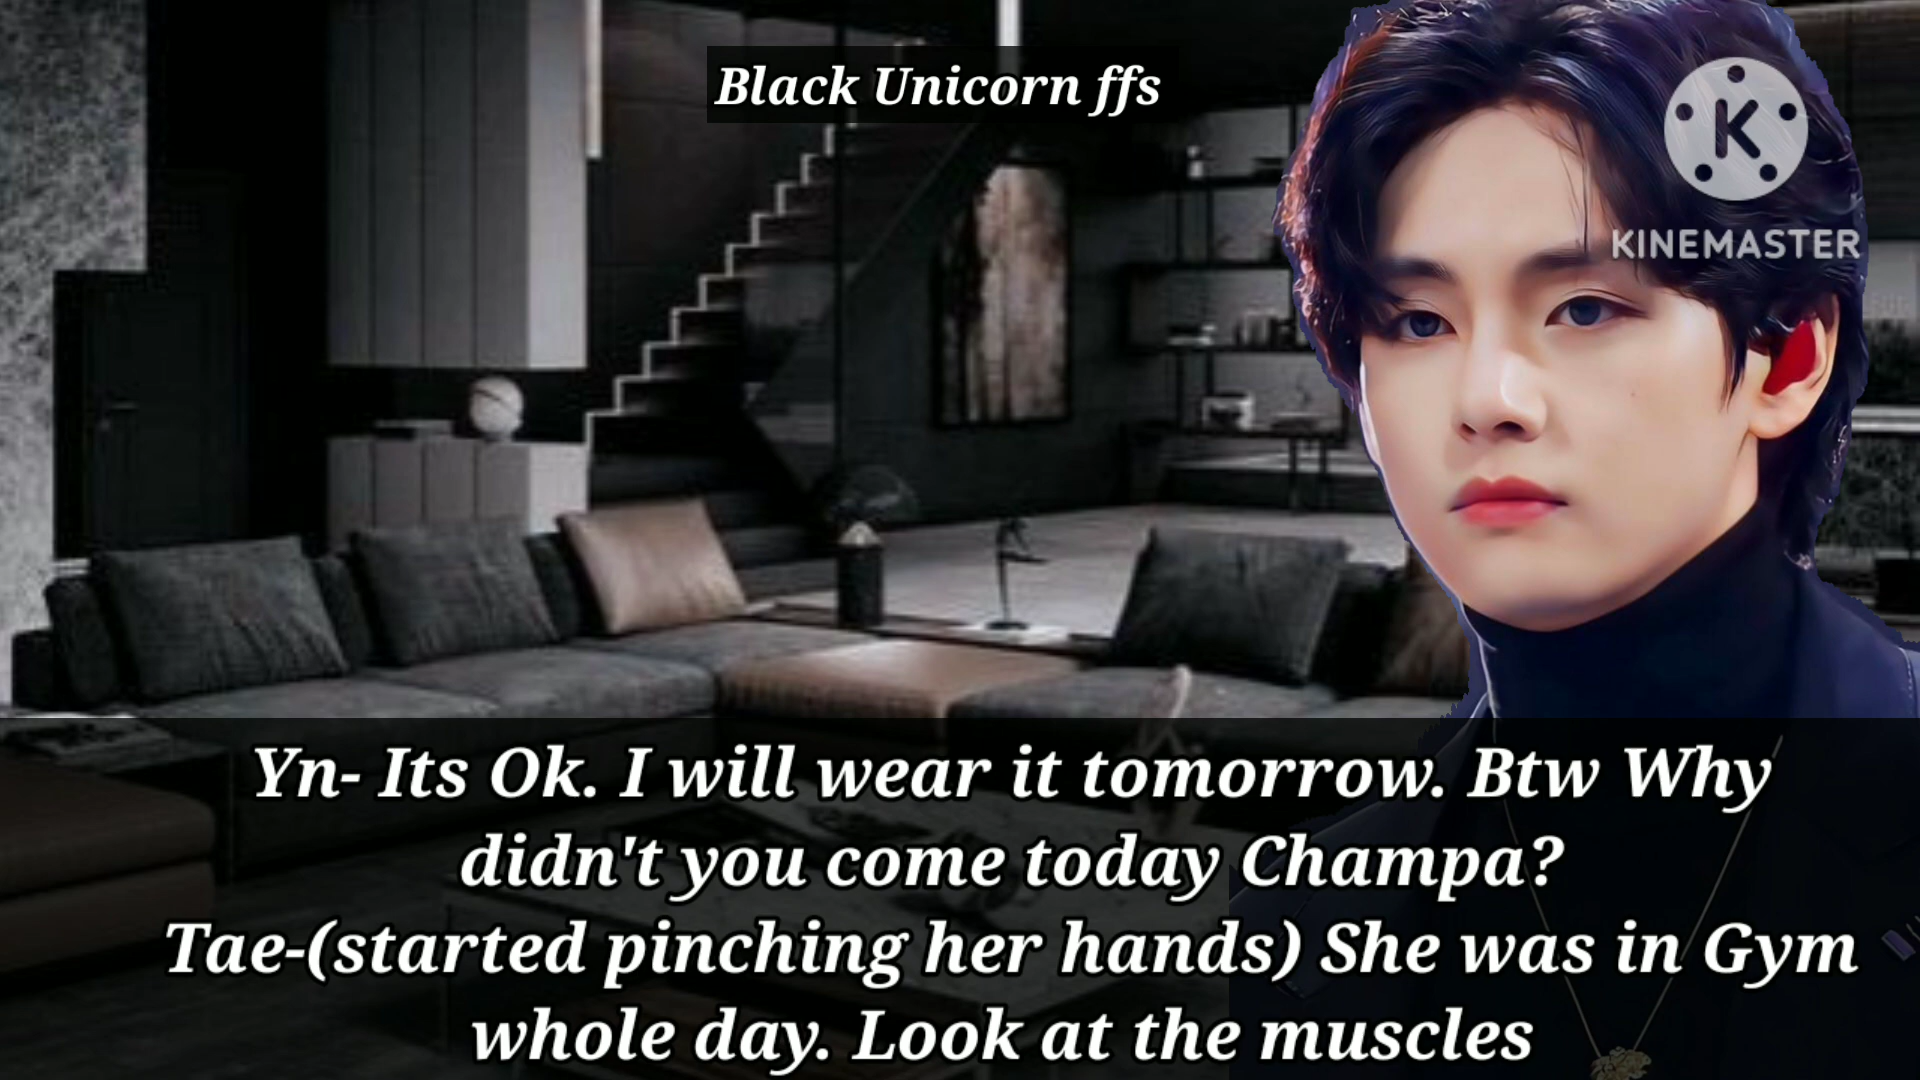 Black Unicorn ffs
K
KINEMASTER
Yn- Its Ok. I will wear it tomorrow. Btw Why
didn't you come today Champa?
Tae-(started pinching her hands) She was in Gym
whole day. Look at the muscles